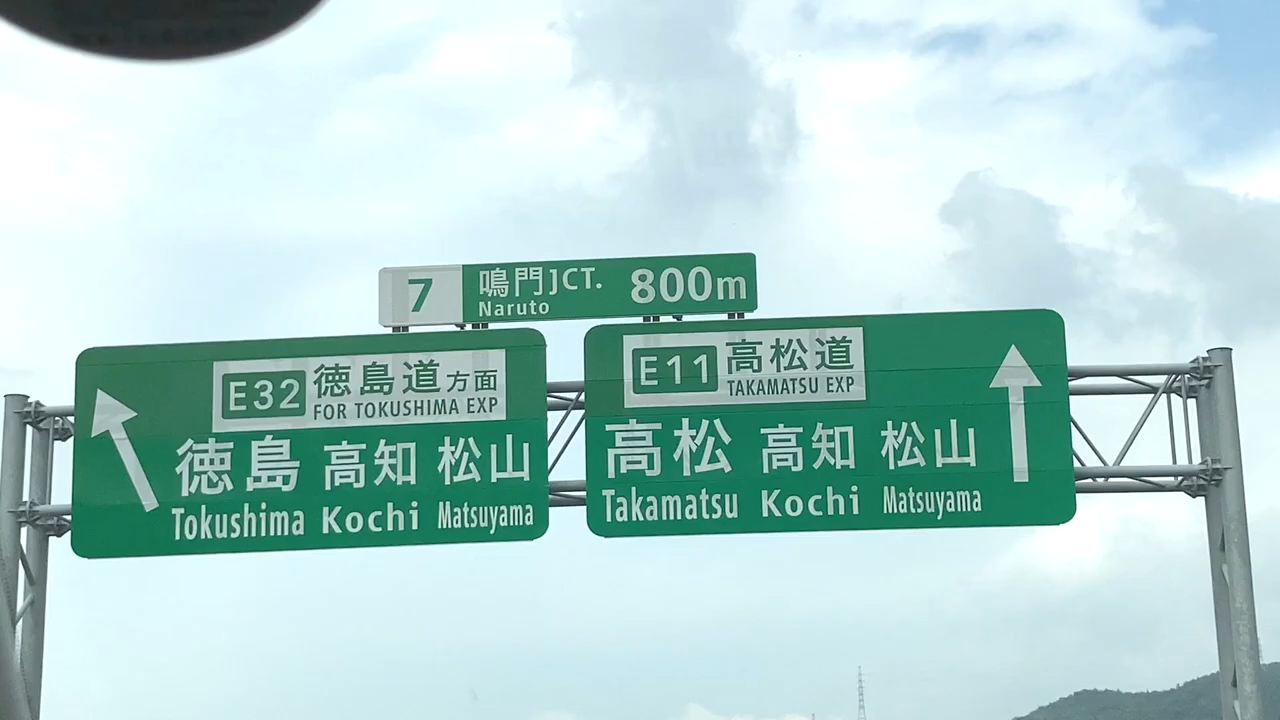 7 鳴門JCT. 800m
Naruto
E32 徳島道 方面
FOR TOKUSHIMA EXP
徳島 高知 松山
Tokushima Kochi Matsuyama
E11 高松道
TAKAMATSU EXP
高松 高知 松山
Takamatsu Kochi Matsuyama